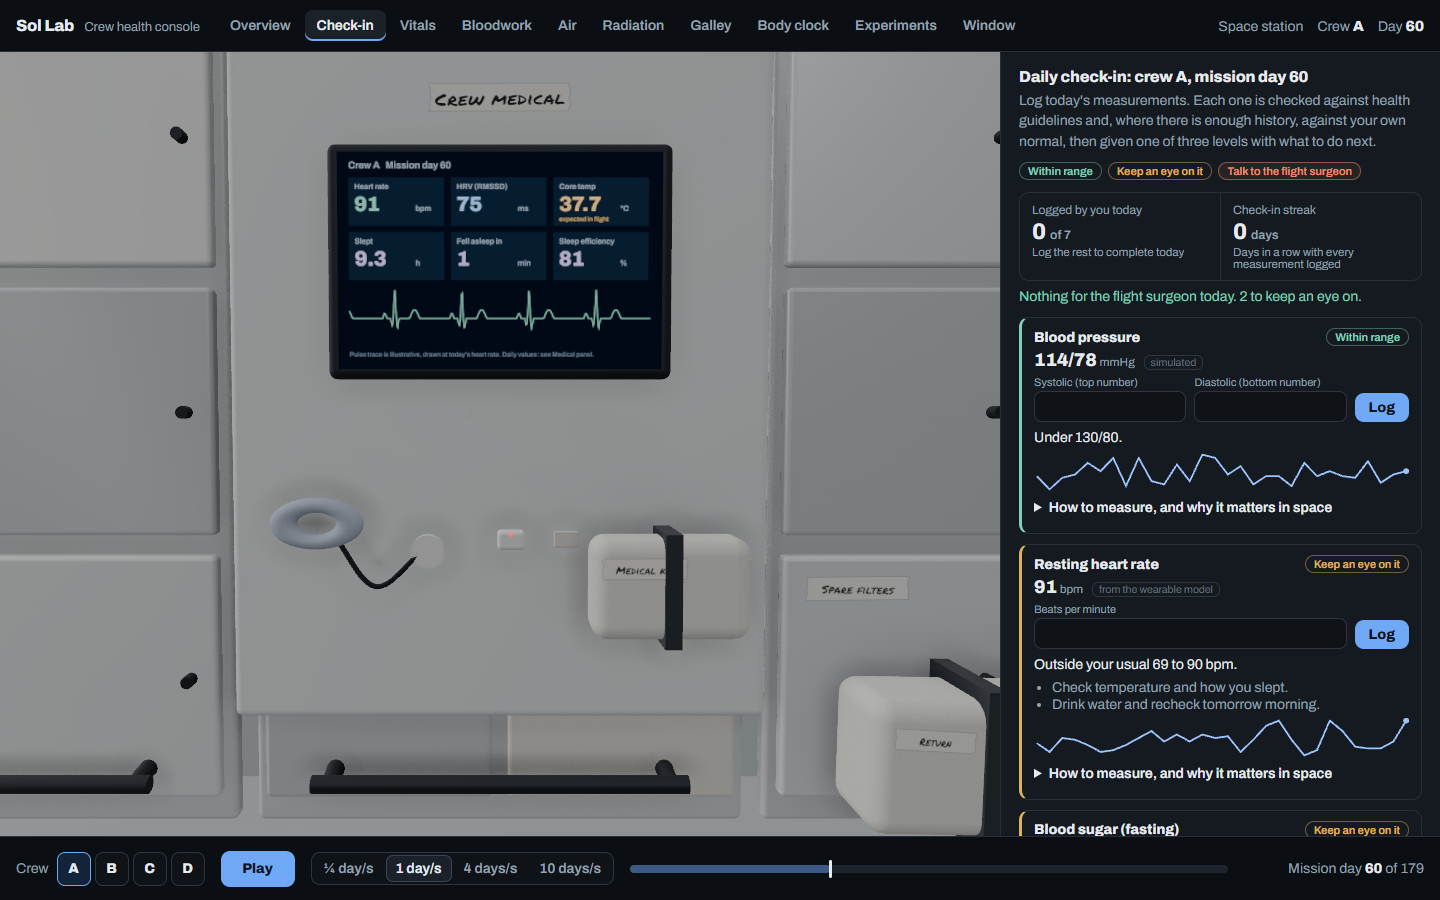 Sol Lab Crew health console Overview Check-in Vitals Bloodwork Air Radiation Galley Body clock Experiments Window Space station Crew A Day 60
CREW MEDICAL
Crew A Mission day 60
Heart rate HRV (RMSSD) Core temp
91 bpm 75 ms 37.7 °C
expected in flight
Slept Fell asleep in Sleep efficiency
9.3 h 1 min 81 %
Pulse trace is illustrative, drawn at today's heart rate. Daily values: see Medical panel.
MEDICAL K
SPARE FILTERS
RETURN
Daily check-in: crew A, mission day 60
Log today's measurements. Each one is checked against health
guidelines and, where there is enough history, against your own
normal, then given one of three levels with what to do next.
Within range Keep an eye on it Talk to the flight surgeon
Logged by you today Check-in streak
0 of 7 0 days
Log the rest to complete today Days in a row with every
measurement logged
Nothing for the flight surgeon today. 2 to keep an eye on.
Blood pressure Within range
114/78 mmHg simulated
Systolic (top number) Diastolic (bottom number)
Log
Under 130/80.
How to measure, and why it matters in space
Resting heart rate Keep an eye on it
91 bpm from the wearable model
Beats per minute
Log
Outside your usual 69 to 90 bpm.
• Check temperature and how you slept.
• Drink water and recheck tomorrow morning.
How to measure, and why it matters in space
Blood sugar (fasting) Keep an eye on it
Crew A B C D Play ¼ day/s 1 day/s 4 days/s 10 days/s Mission day 60 of 179